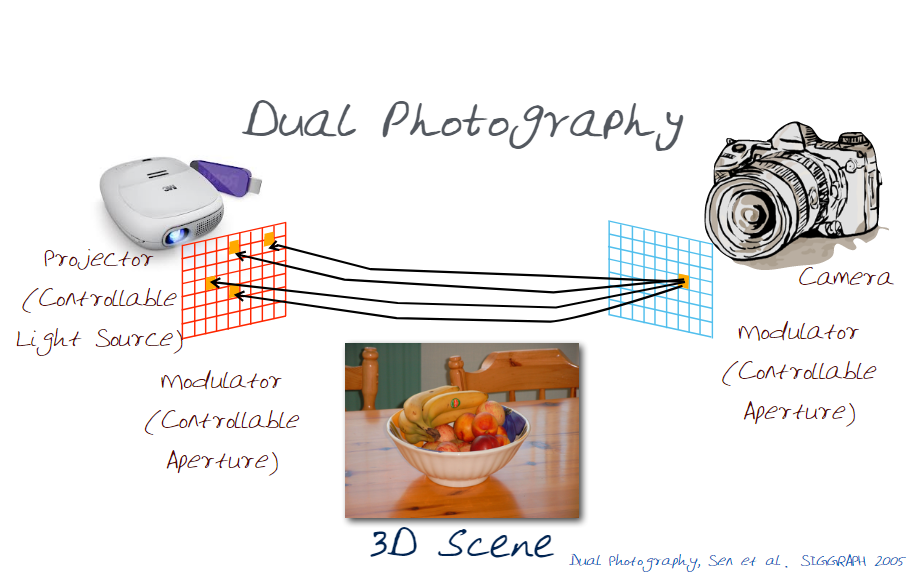 Dual Photography
Projector
(Controllable
Light Source)
Modulator
(Controllable
Aperture)
Camera
Modulator
(Controllable
Aperture)
3D Scene
Dual Photography, Sen et al. SIGGRAPH 2005